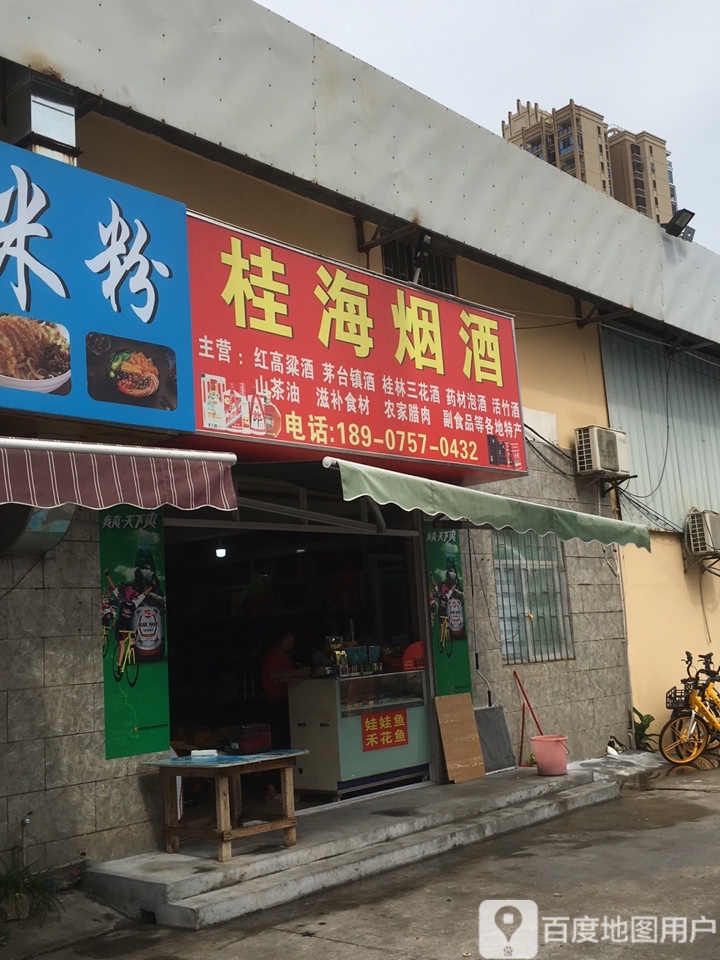 米粉
桂海烟酒
主营：红高粱酒 茅台镇酒 桂林三花酒 药材泡酒 活竹酒
山茶油 滋补食材 农家腊肉 副食品等各地特产
电话:189-0757-0432
娃娃鱼
禾花鱼
百度地图用户